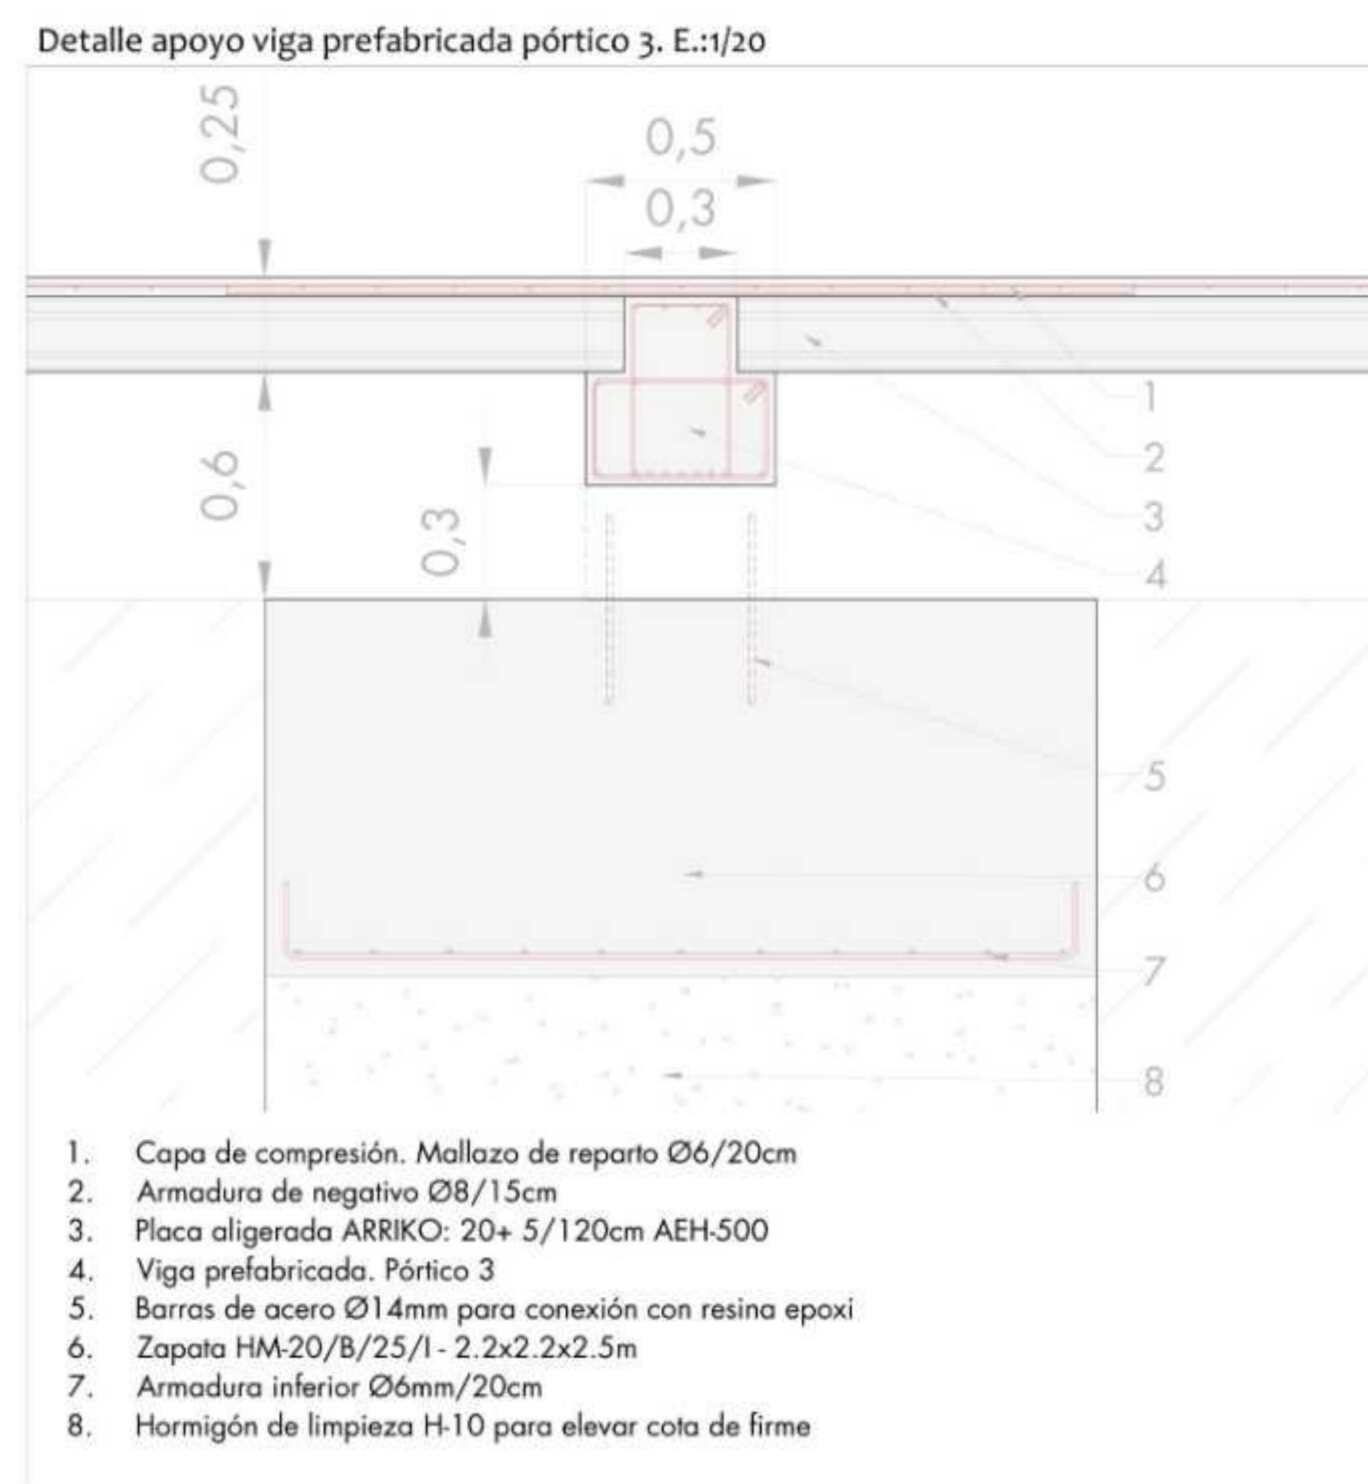 Detalle apoyo viga prefabricada pórtico 3. E.:1/20
0,25
0,5
0,3
0,6
0,3
1
2
3
4
5
6
7
8
1. Capa de compresión. Mallazo de reparto Ø6/20cm
2. Armadura de negativo Ø8/15cm
3. Placa aligerada ARRIKO: 20+ 5/120cm AEH-500
4. Viga prefabricada. Pórtico 3
5. Barras de acero Ø14mm para conexión con resina epoxi
6. Zapata HM-20/B/25/I - 2.2x2.2x2.5m
7. Armadura inferior Ø6mm/20cm
8. Hormigón de limpieza H-10 para elevar cota de firme